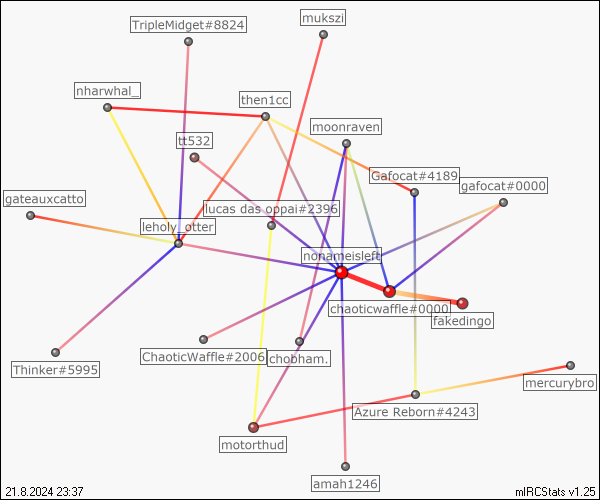 TripleMidget#8824
mukszi
nharwhal_
then1cc
moonraven
tt532
Gafocat#4189
gafocat#0000
gateauxcatto
lucas das oppai#2396
leholy_otter
nonameisleft
chaoticwaffle#0000
fakedingo
ChaoticWaffle#2006
chobham.
Thinker#5995
mercurybro
Azure Reborn#4243
motorthud
amah1246
21.8.2024 23:37
mIRCStats v1.25